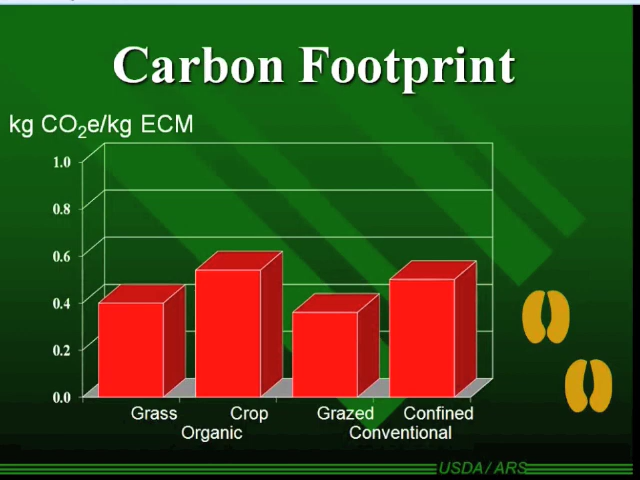 Carbon Footprint
kg CO₂e/kg ECM
1.0
0.8
0.6
0.4
0.2
0.0
Grass Crop Grazed Confined
Organic Conventional
USDA/ARS